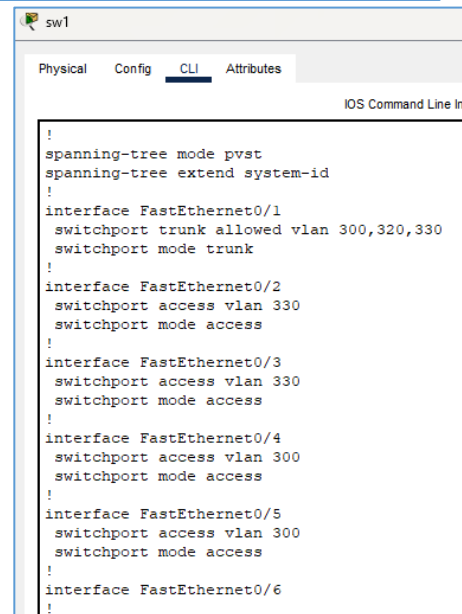 sw1
Physical Config CLI Attributes
IOS Command Line
!
spanning-tree mode pvst
spanning-tree extend system-id
!
interface FastEthernet0/1
switchport trunk allowed vlan 300,320,330
switchport mode trunk
!
interface FastEthernet0/2
switchport access vlan 330
switchport mode access
!
interface FastEthernet0/3
switchport access vlan 330
switchport mode access
!
interface FastEthernet0/4
switchport access vlan 300
switchport mode access
!
interface FastEthernet0/5
switchport access vlan 300
switchport mode access
!
interface FastEthernet0/6
!